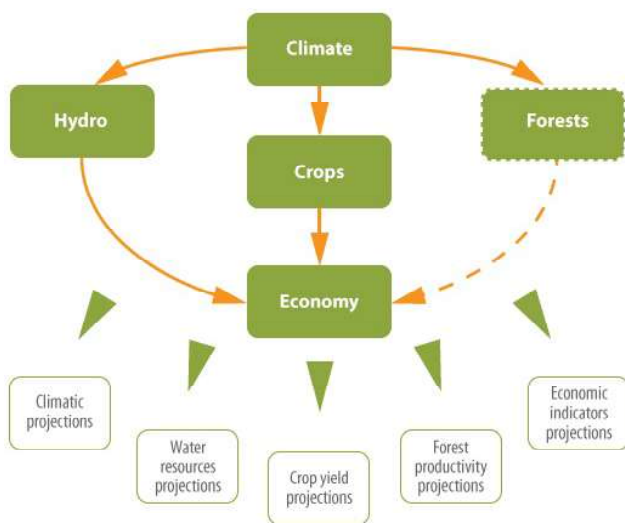 Climate
Hydro
Forests
Crops
Economy
Climatic
projections
Water
resources
projections
Crop yield
projections
Forest
productivity
projections
Economic
indicators
projections